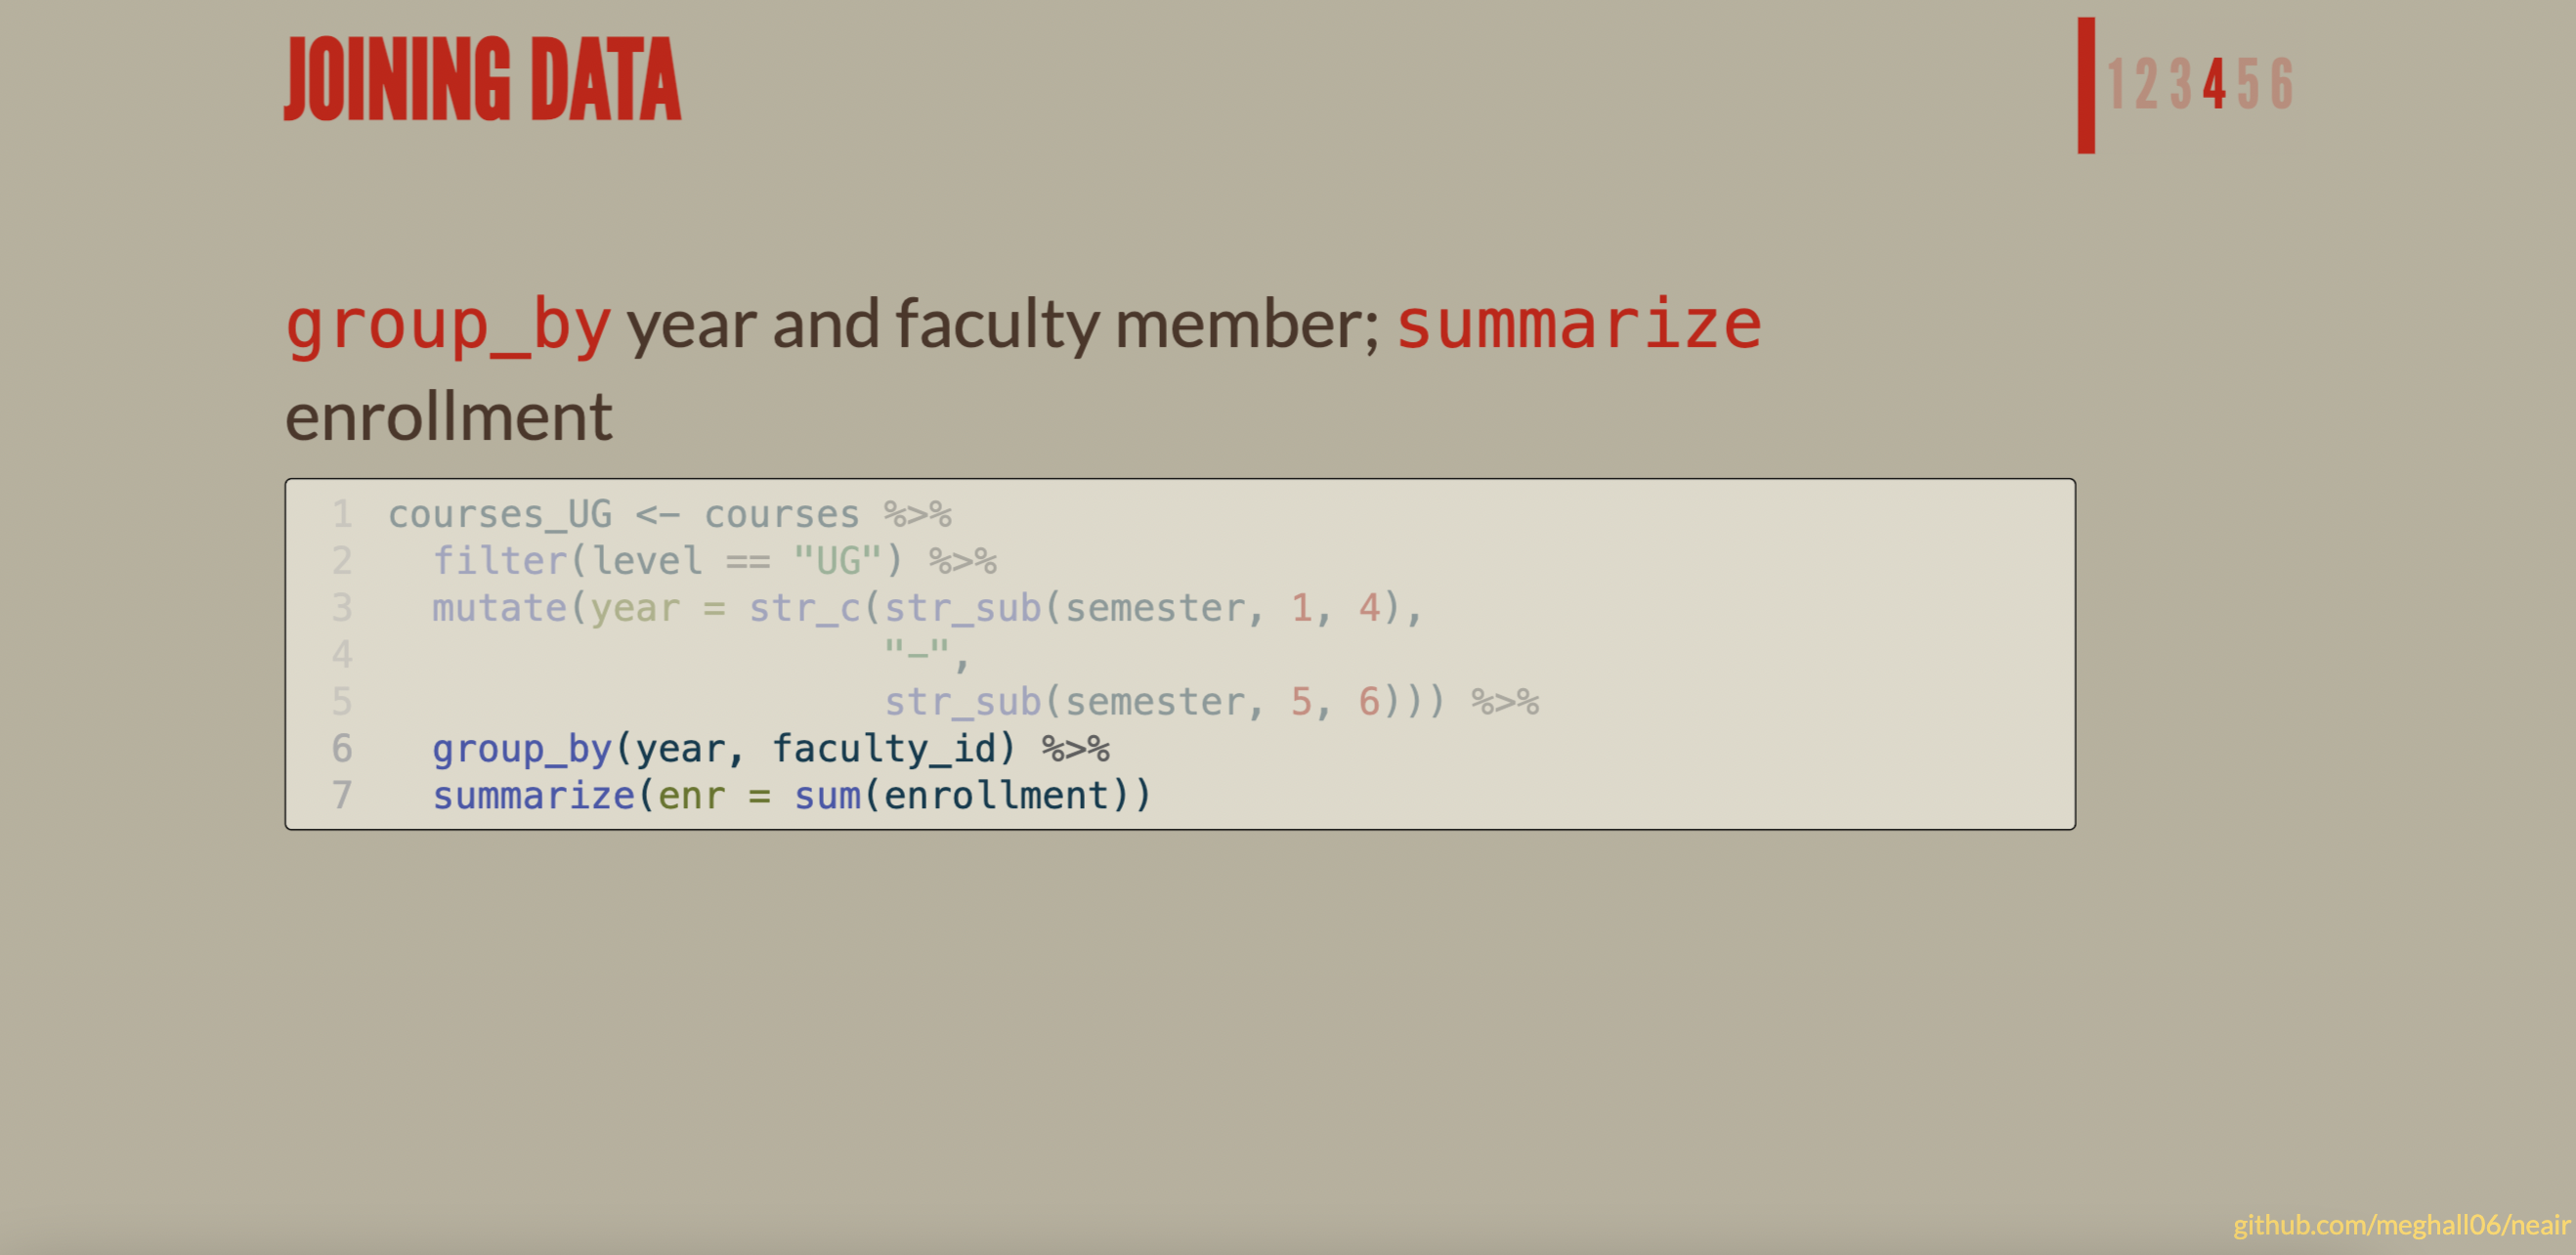 JOINING DATA
1 2 3 4 5 6
group_by year and faculty member; summarize
enrollment
1 courses_UG <- courses %>%
2   filter(level == "UG") %>%
3   mutate(year = str_c(str_sub(semester, 1, 4),
4                       "-",
5                       str_sub(semester, 5, 6))) %>%
6   group_by(year, faculty_id) %>%
7   summarize(enr = sum(enrollment))
github.com/meghall06/neair